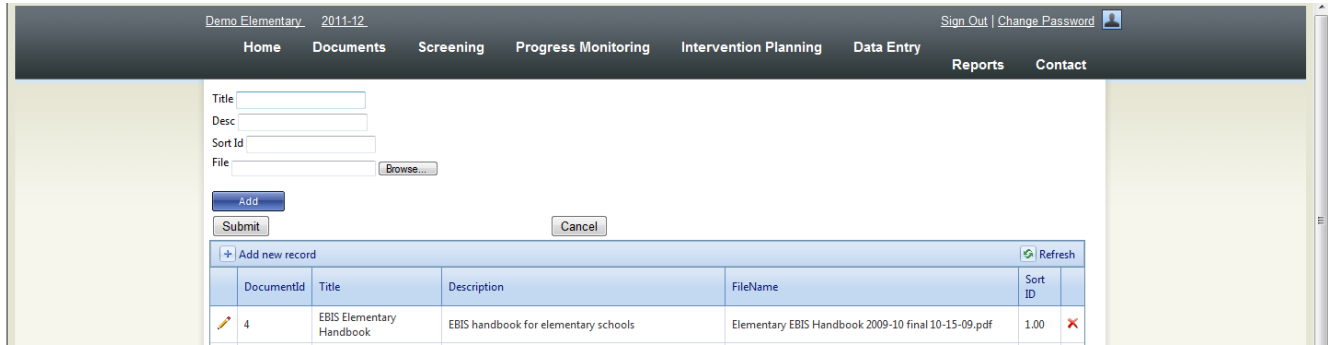 Demo Elementary 2011-12 Sign Out | Change Password
Home Documents Screening Progress Monitoring Intervention Planning Data Entry
Reports Contact
Title
Desc
Sort Id
File Browse...
Add
Submit Cancel
Add new record Refresh
DocumentId Title Description FileName Sort
ID
4 EBIS Elementary
Handbook EBIS handbook for elementary schools Elementary EBIS Handbook 2009-10 final 10-15-09.pdf 1.00